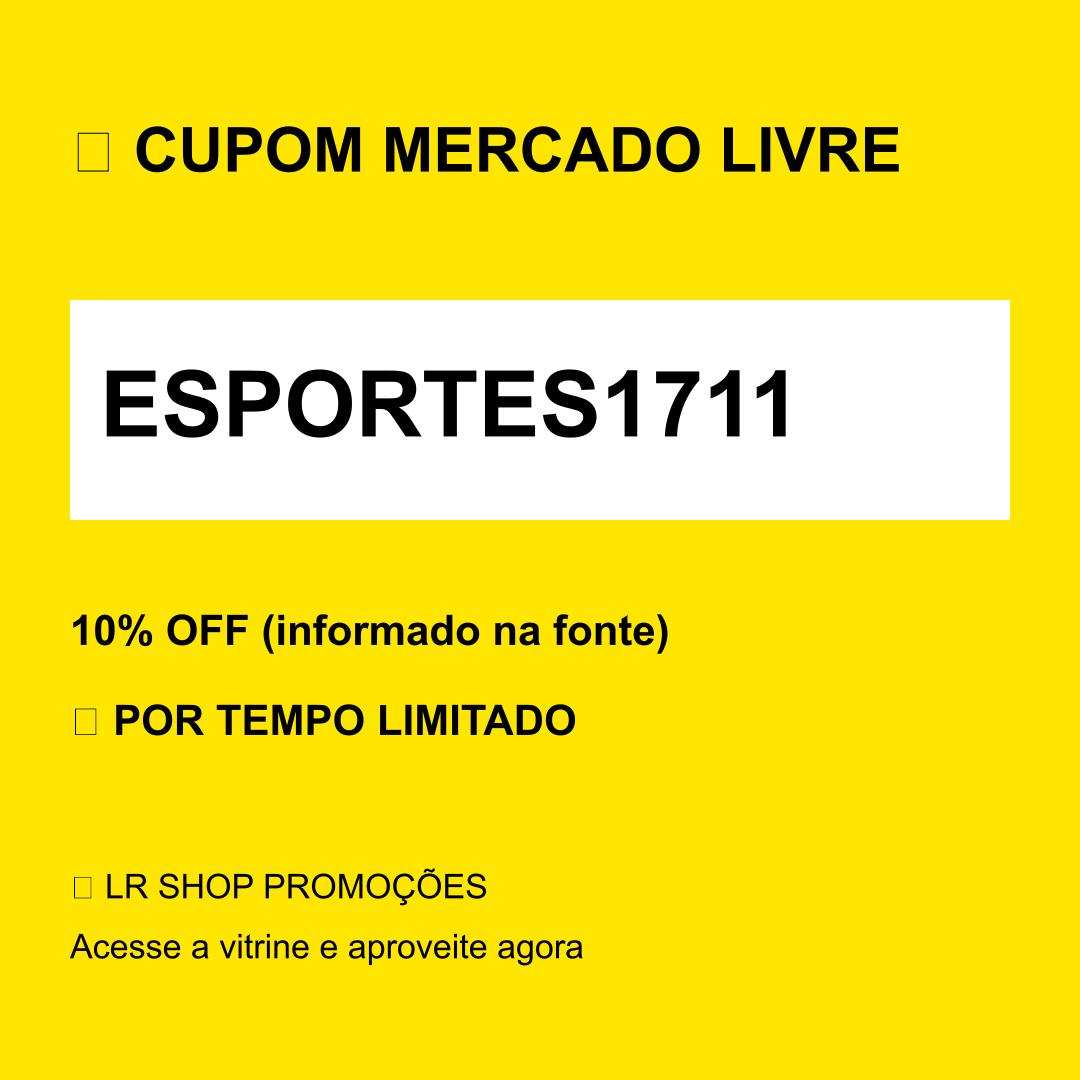 CUPOM MERCADO LIVRE
ESPORTES1711
10% OFF (informado na fonte)
POR TEMPO LIMITADO
LR SHOP PROMOÇÕES
Acesse a vitrine e aproveite agora